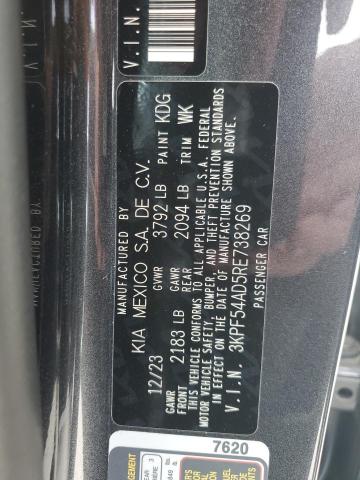 V.I.N.
MANUFACTURED BY
KIA MEXICO S.A. DE C.V.
12/23 GVWR 3792 LB PAINT KDG
GAWR FRONT 2183 LB GAWR REAR 2094 LB TRIM WK
THIS VEHICLE CONFORMS TO ALL APPLICABLE U.S.A. FEDERAL
MOTOR VEHICLE SAFETY, BUMPER, AND THEFT PREVENTION STANDARDS
IN EFFECT ON THE DATE OF MANUFACTURE SHOWN ABOVE.
V.I.N. 3KPF54AD5RE738269
PASSENGER CAR
7620